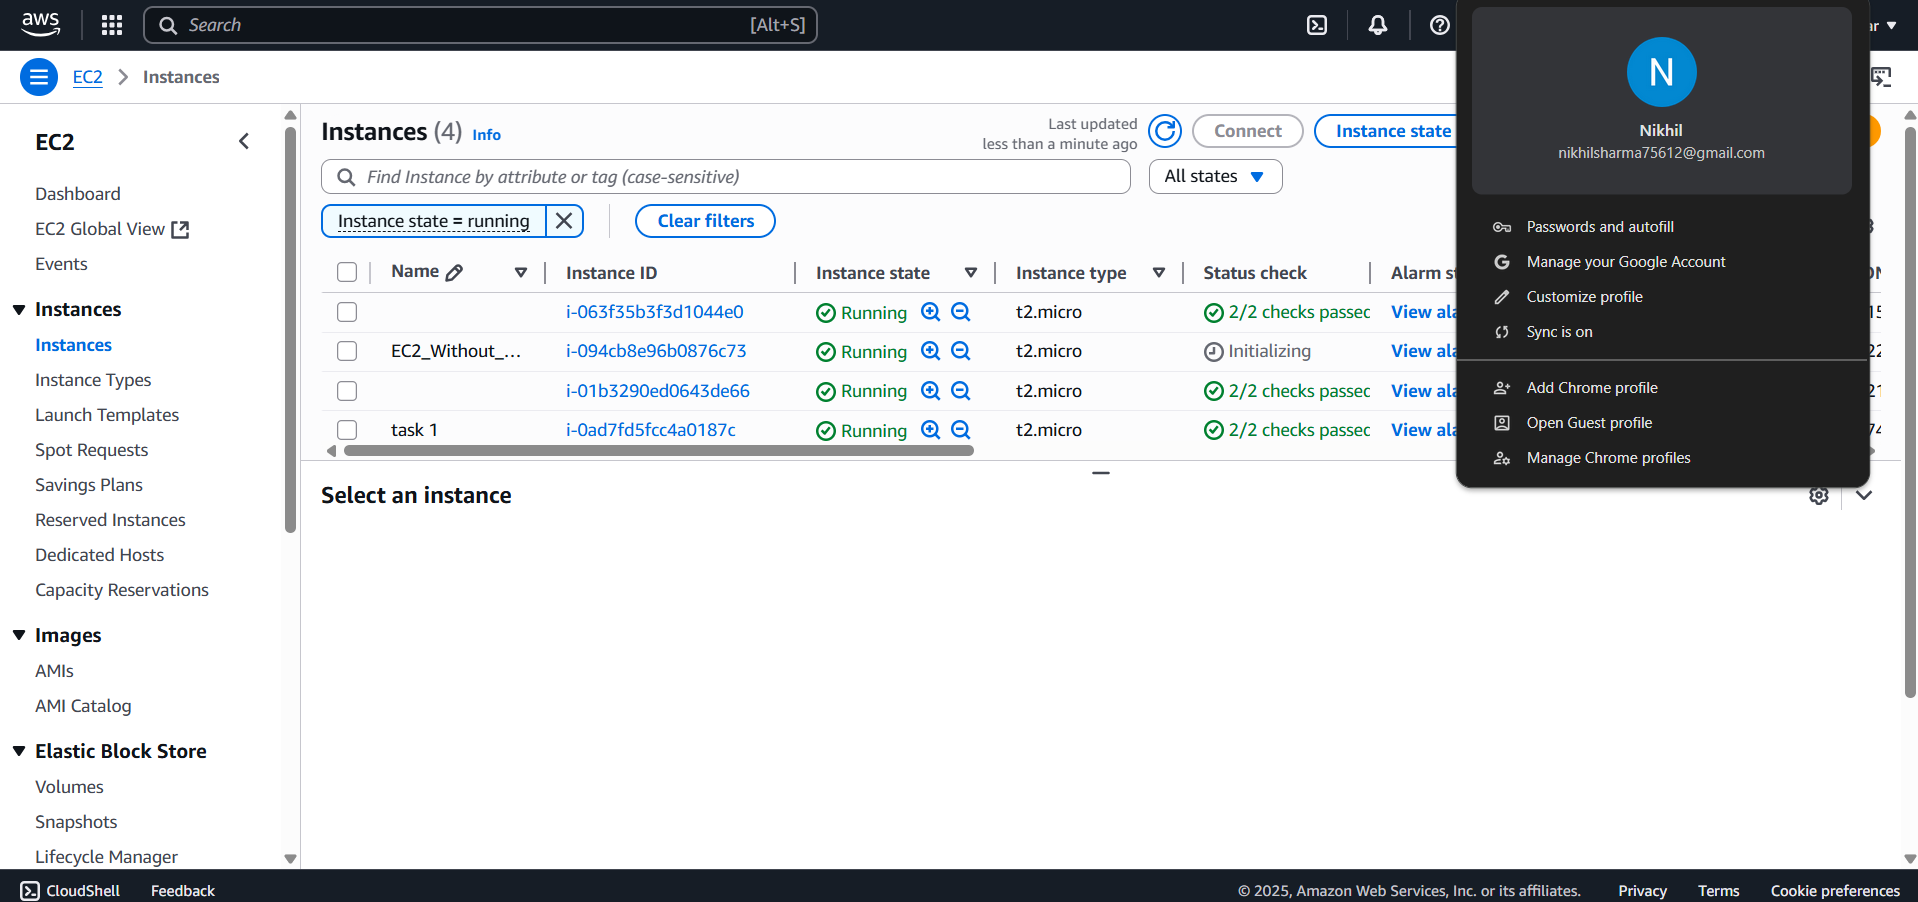 aws
Search [Alt+S]
EC2 Instances
EC2
Dashboard
EC2 Global View
Events
Instances
Instances
Instance Types
Launch Templates
Spot Requests
Savings Plans
Reserved Instances
Dedicated Hosts
Capacity Reservations
Images
AMIs
AMI Catalog
Elastic Block Store
Volumes
Snapshots
Lifecycle Manager
Instances (4) Info
Last updated
less than a minute ago
Connect
Instance state
Find Instance by attribute or tag (case-sensitive)
All states
Instance state = running
Clear filters
Name Instance ID Instance state Instance type Status check Alarm
i-063f35b3f3d1044e0 Running t2.micro 2/2 checks passed View
EC2_Without_... i-094cb8e96b0876c73 Running t2.micro Initializing View
i-01b3290ed0643de66 Running t2.micro 2/2 checks passed View
task 1 i-0ad7fd5fcc4a0187c Running t2.micro 2/2 checks passed View
Select an instance
N
Nikhil
nikhilsharma75612@gmail.com
Passwords and autofill
Manage your Google Account
Customize profile
Sync is on
Add Chrome profile
Open Guest profile
Manage Chrome profiles
CloudShell Feedback © 2025, Amazon Web Services, Inc. or its affiliates. Privacy Terms Cookie preferences